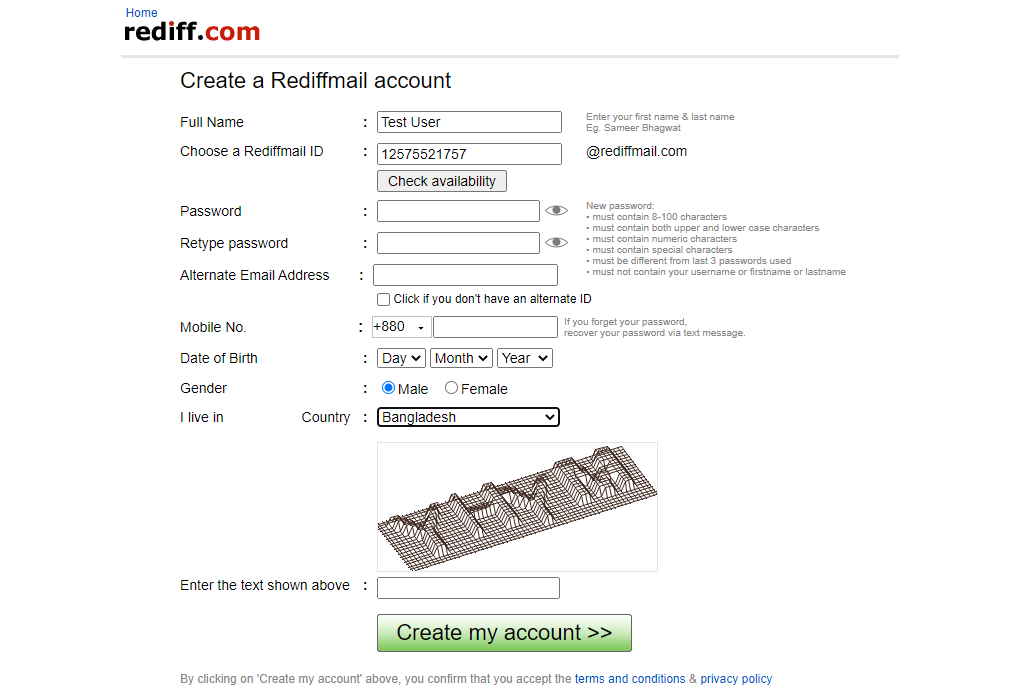 Home
rediff.com
Create a Rediffmail account
Full Name : Test User
Enter your first name & last name
Eg. Sameer Bhagwat
Choose a Rediffmail ID : 12575521757 @rediffmail.com
Check availability
Password :
Retype password :
New password:
• must contain 8-100 characters
• must contain both upper and lower case characters
• must contain numeric characters
• must contain special characters
• must be different from last 3 passwords used
• must not contain your username or firstname or lastname
Alternate Email Address :
Click if you don't have an alternate ID
Mobile No. : +880
If you forget your password,
recover your password via text message.
Date of Birth : Day Month Year
Gender : Male Female
I live in Country : Bangladesh
Enter the text shown above :
Create my account >>
By clicking on 'Create my account' above, you confirm that you accept the terms and conditions & privacy policy